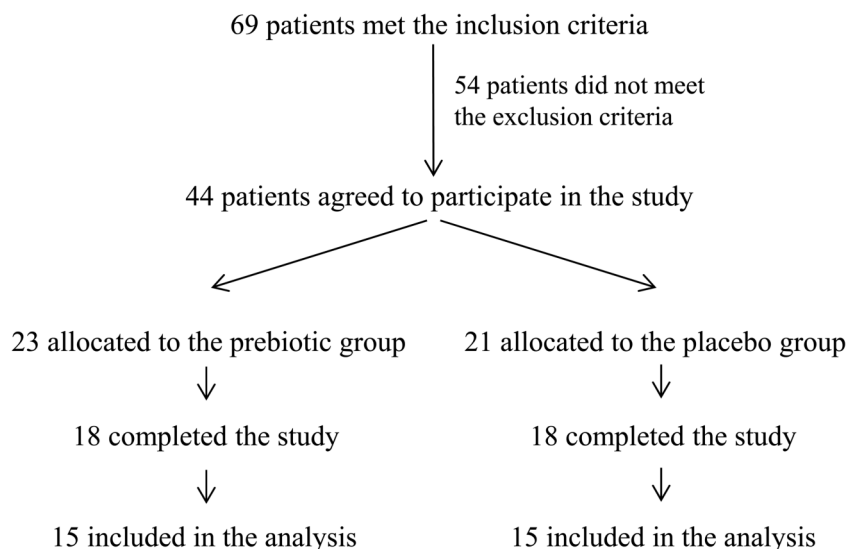 69 patients met the inclusion criteria
54 patients did not meet
the exclusion criteria
44 patients agreed to participate in the study
23 allocated to the prebiotic group
21 allocated to the placebo group
18 completed the study
18 completed the study
15 included in the analysis
15 included in the analysis